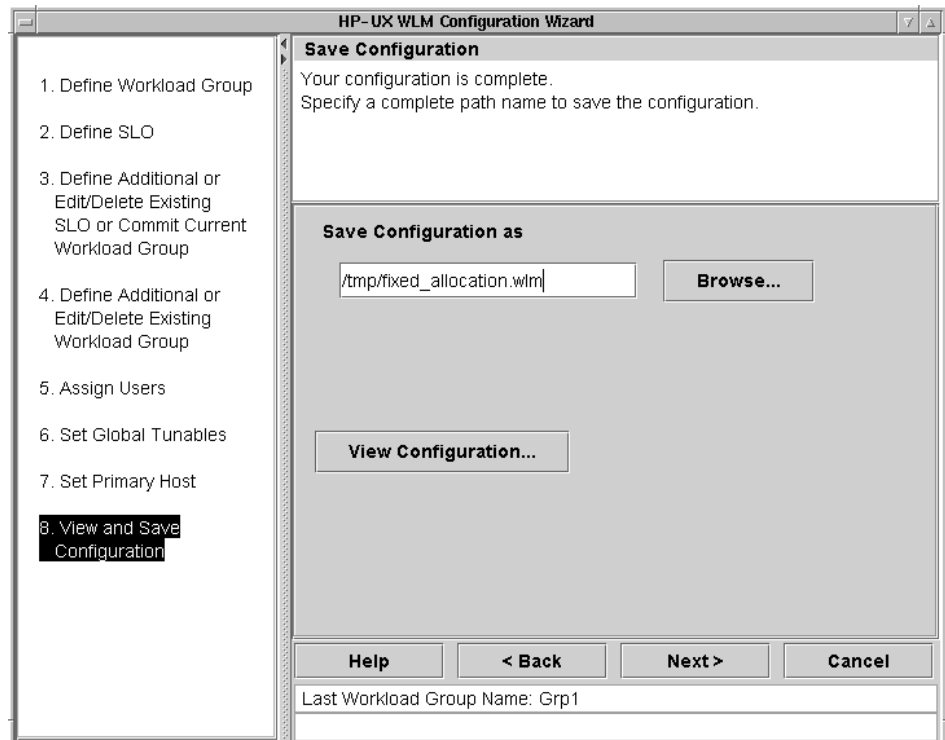 HP-UX WLM Configuration Wizard
1. Define Workload Group
2. Define SLO
3. Define Additional or
Edit/Delete Existing
SLO or Commit Current
Workload Group
4. Define Additional or
Edit/Delete Existing
Workload Group
5. Assign Users
6. Set Global Tunables
7. Set Primary Host
8. View and Save
Configuration
Save Configuration
Your configuration is complete.
Specify a complete path name to save the configuration.
Save Configuration as
/tmp/fixed_allocation.wlm
Browse...
View Configuration...
Help
< Back
Next >
Cancel
Last Workload Group Name: Grp1